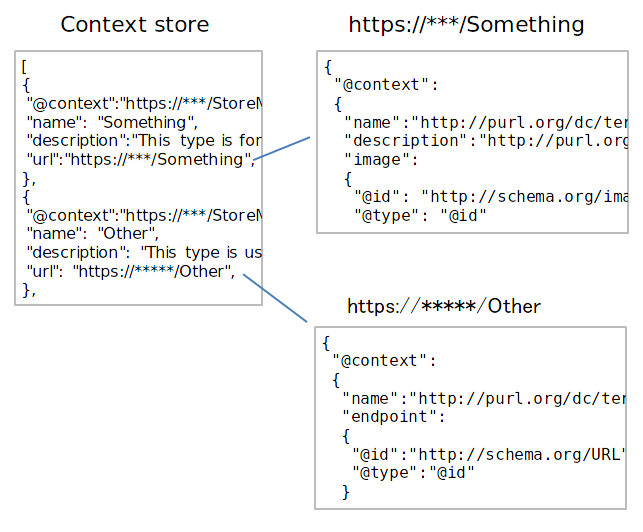 Context store
[
{
"@context":"https://***/StoreM
"name": "Something",
"description":"This type is for
"url":"https://***/Something",
},
{
"@context":"https://***/StoreM
"name": "Other",
"description": "This type is us
"url": "https://*****/Other",
},
https://***/Something
{
"@context":
{
"name":"http://purl.org/dc/ter
"description":"http://purl.org
"image":
{
"@id": "http://schema.org/ima
"@type": "@id"
https://*****/Other
{
"@context":
{
"name":"http://purl.org/dc/ter
"endpoint":
{
"@id":"http://schema.org/URL"
"@type":"@id"
}